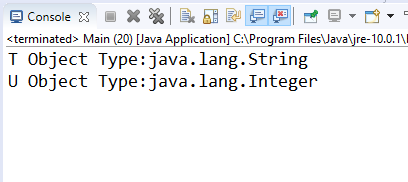 Console
<terminated> Main (20) [Java Application] C:\Program Files\Java\jre-10.0.1\
T Object Type:java.lang.String
U Object Type:java.lang.Integer